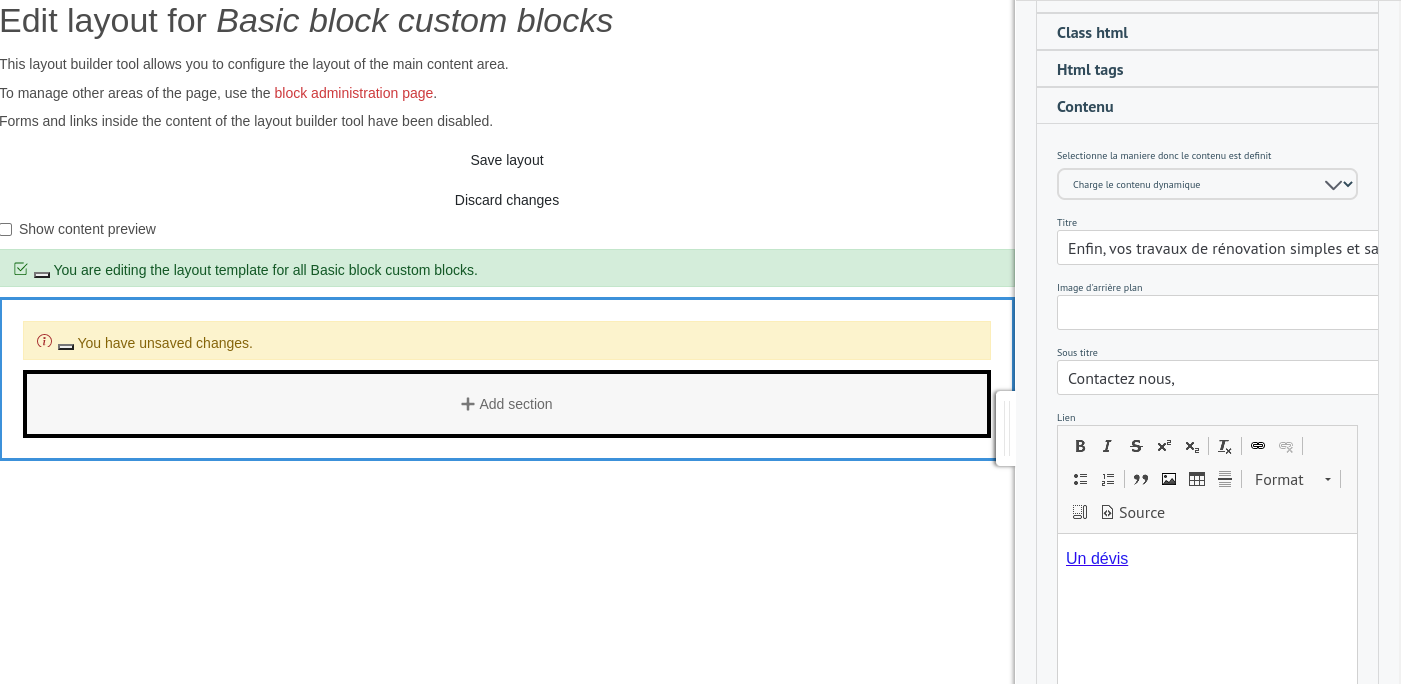 Edit layout for Basic block custom blocks
This layout builder tool allows you to configure the layout of the main content area.
To manage other areas of the page, use the block administration page.
Forms and links inside the content of the layout builder tool have been disabled.
Save layout
Discard changes
Show content preview
You are editing the layout template for all Basic block custom blocks.
You have unsaved changes.
Add section
Class html
Html tags
Contenu
Selectionne la maniere donc le contenu est definit
Charge le contenu dynamique
Titre
Enfin, vos travaux de rénovation simples et sa
Image d'arrière plan
Sous titre
Contactez nous,
Lien
Format
Source
Un dévis